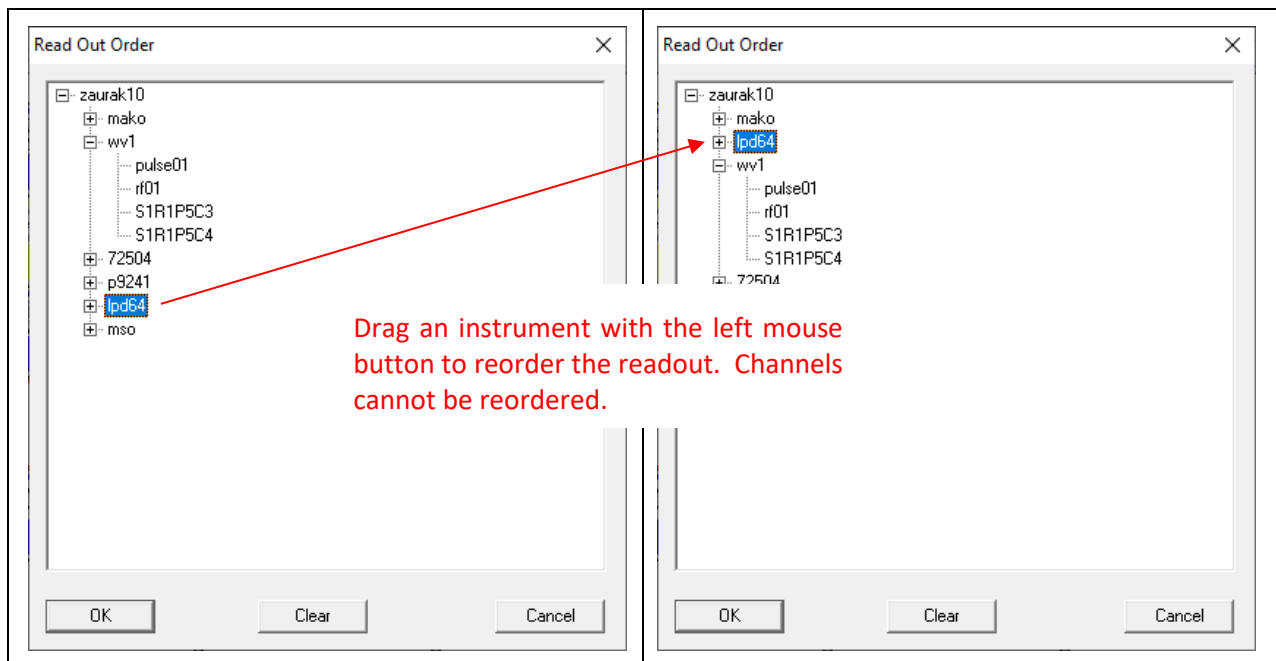 Read Out Order
zaurak10
mako
wv1
pulse01
rf01
S1R1P5C3
S1R1P5C4
72504
p9241
lpd64
mso
OK Clear Cancel
Read Out Order
zaurak10
mako
lpd64
wv1
pulse01
rf01
S1R1P5C3
S1R1P5C4
72504
OK Clear Cancel
Drag an instrument with the left mouse
button to reorder the readout. Channels
cannot be reordered.